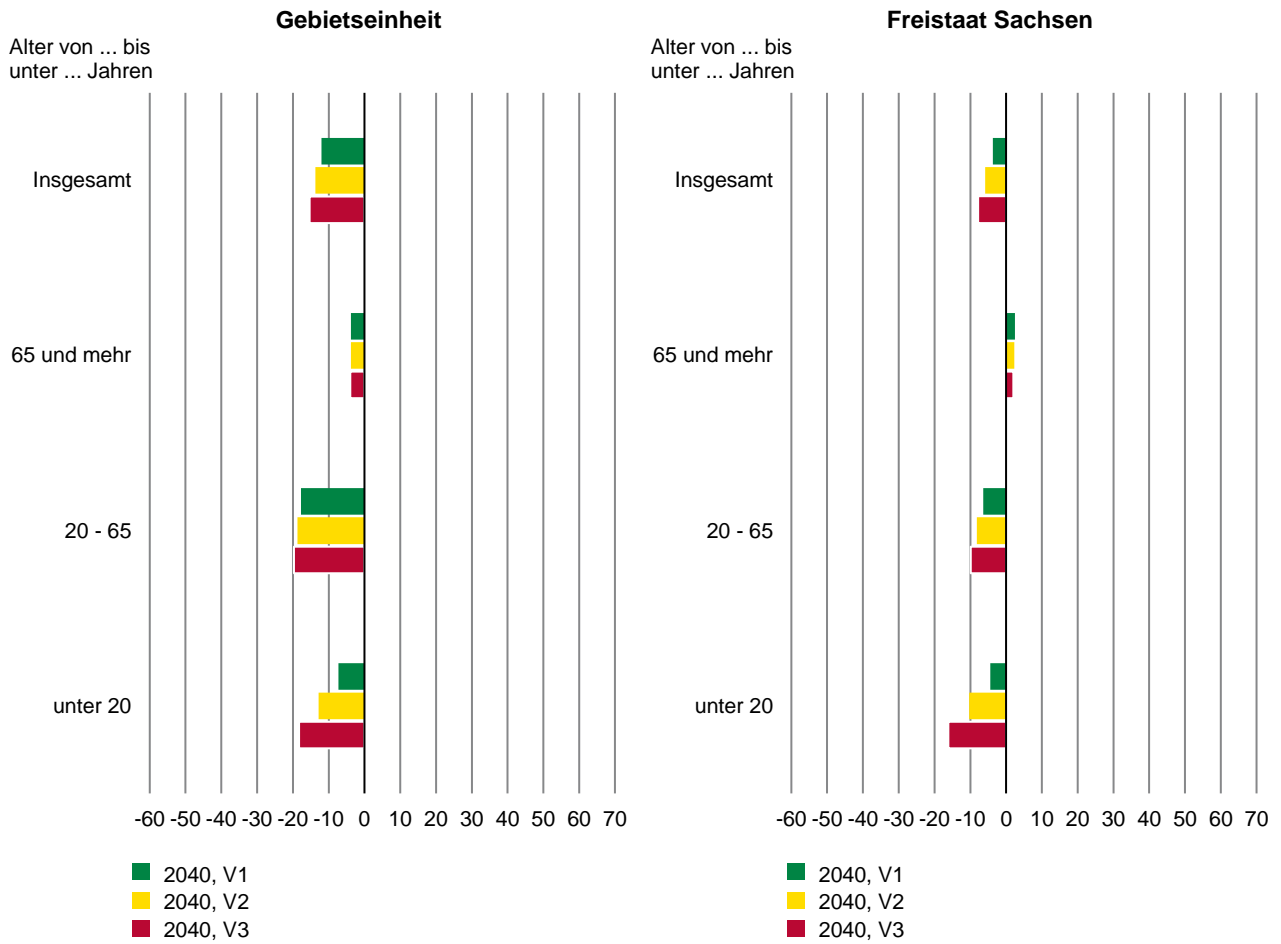 Gebietseinheit
Alter von ... bis
unter ... Jahren
Insgesamt
65 und mehr
20 - 65
unter 20
-60 -50 -40 -30 -20 -10 0 10 20 30 40 50 60 70
2040, V1
2040, V2
2040, V3
Freistaat Sachsen
Alter von ... bis
unter ... Jahren
Insgesamt
65 und mehr
20 - 65
unter 20
-60 -50 -40 -30 -20 -10 0 10 20 30 40 50 60 70
2040, V1
2040, V2
2040, V3